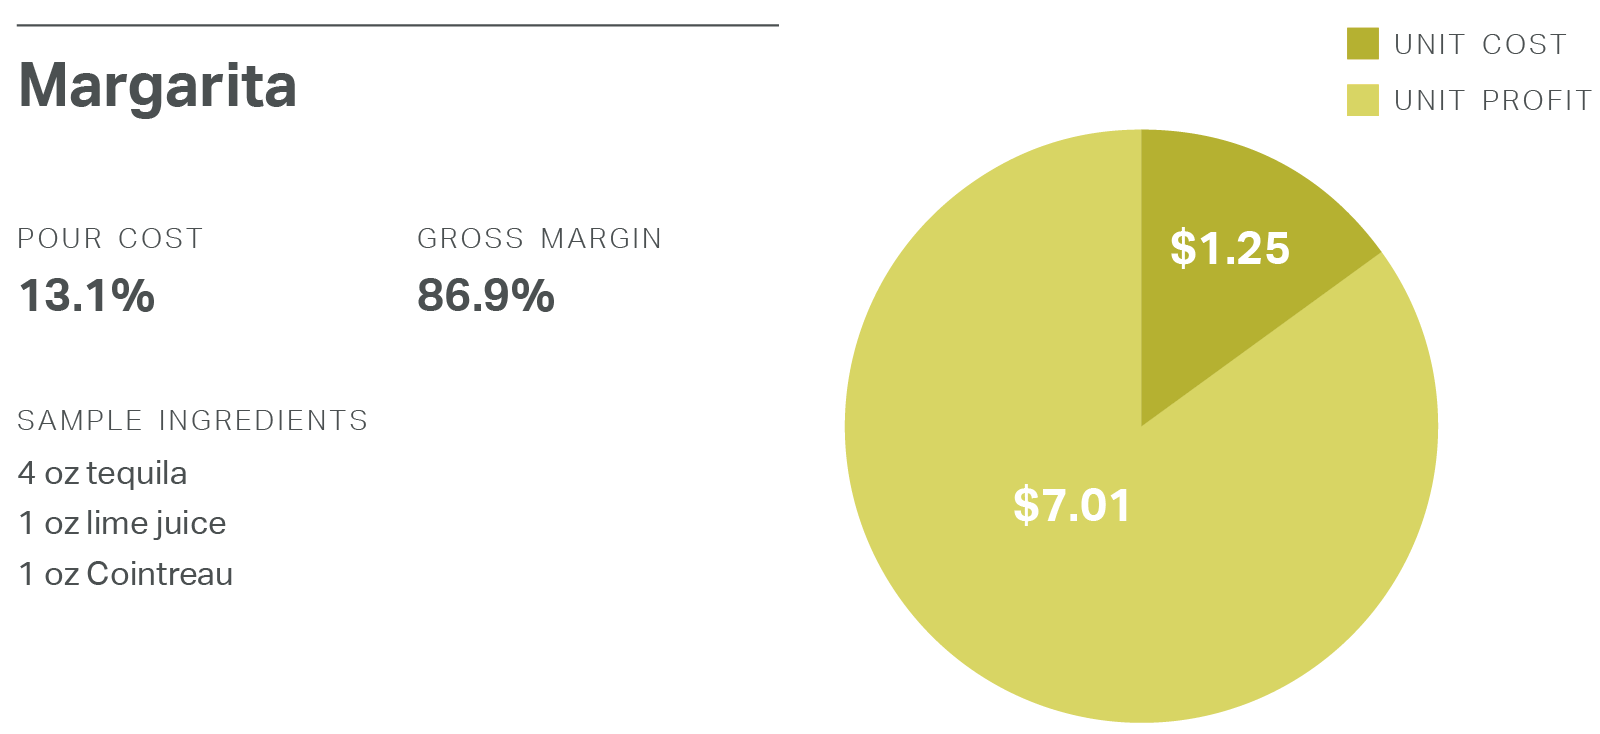 Margarita
UNIT COST
UNIT PROFIT
POUR COST
13.1%
GROSS MARGIN
86.9%
SAMPLE INGREDIENTS
4 oz tequila
1 oz lime juice
1 oz Cointreau
$1.25
$7.01